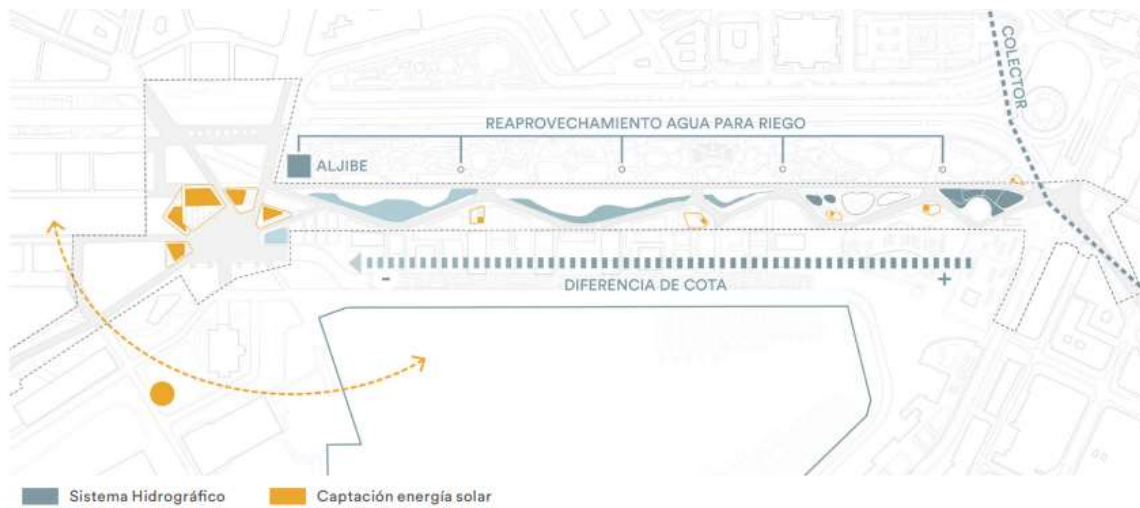 COLECTOR
REAPROVECHAMIENTO AGUA PARA RIEGO
ALJIBE
- +
DIFERENCIA DE COTA
Sistema Hidrográfico
Captación energía solar